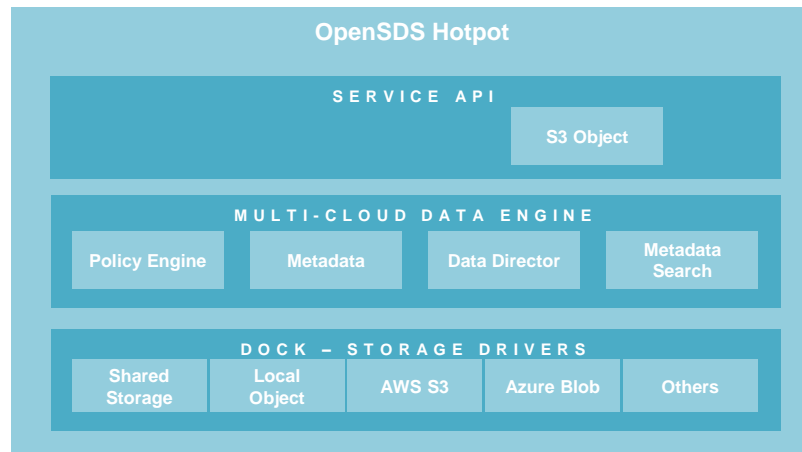 OpenSDS Hotpot
SERVICE API
S3 Object
MULTI-CLOUD DATA ENGINE
Policy Engine
Metadata
Data Director
Metadata
Search
DOCK – STORAGE DRIVERS
Shared
Storage
Local
Object
AWS S3
Azure Blob
Others